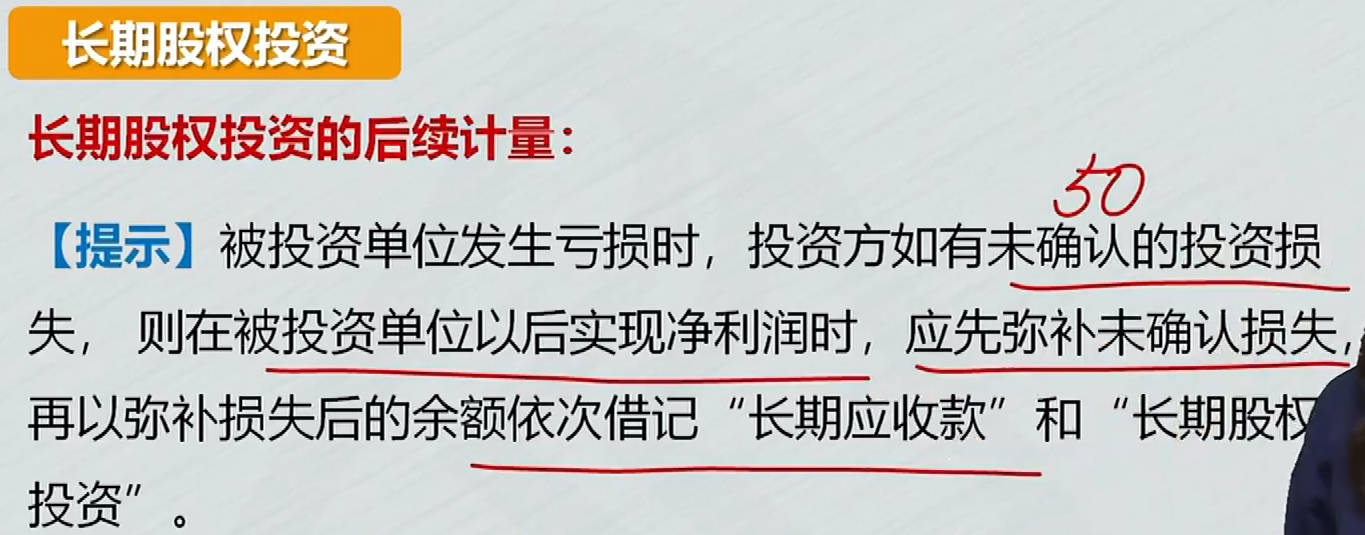 长期股权投资
长期股权投资的后续计量：
50
【提示】被投资单位发生亏损时，投资方如有未确认的投资损
失， 则在被投资单位以后实现净利润时，应先弥补未确认损失，
再以弥补损失后的余额依次借记“长期应收款”和“长期股权
投资”。